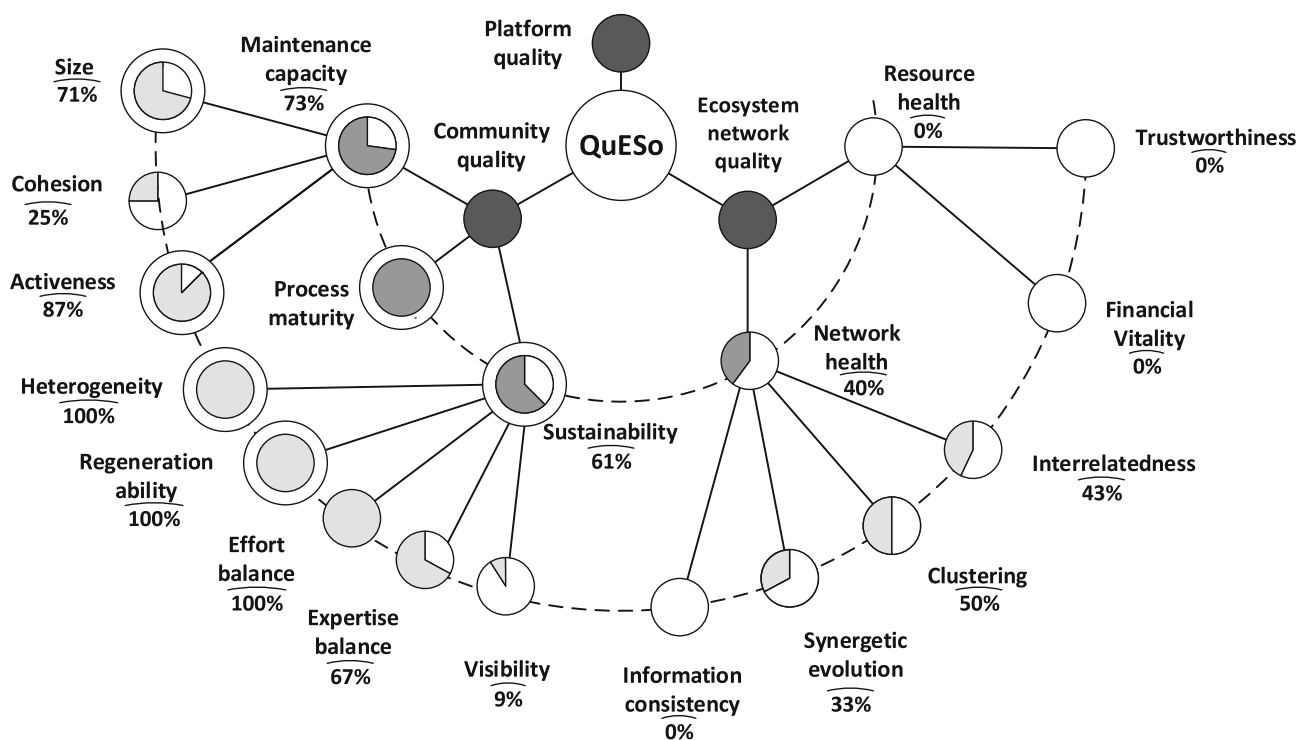 Platform
quality
QuESo
Maintenance
capacity
73%
Size
71%
Cohesion
25%
Activeness
87%
Community
quality
Process
maturity
Heterogeneity
100%
Regeneration
ability
100%
Effort
balance
100%
Expertise
balance
67%
Visibility
9%
Sustainability
61%
Ecosystem
network
quality
Resource
health
0%
Trustworthiness
0%
Financial
Vitality
0%
Network
health
40%
Interrelatedness
43%
Clustering
50%
Synergetic
evolution
33%
Information
consistency
0%